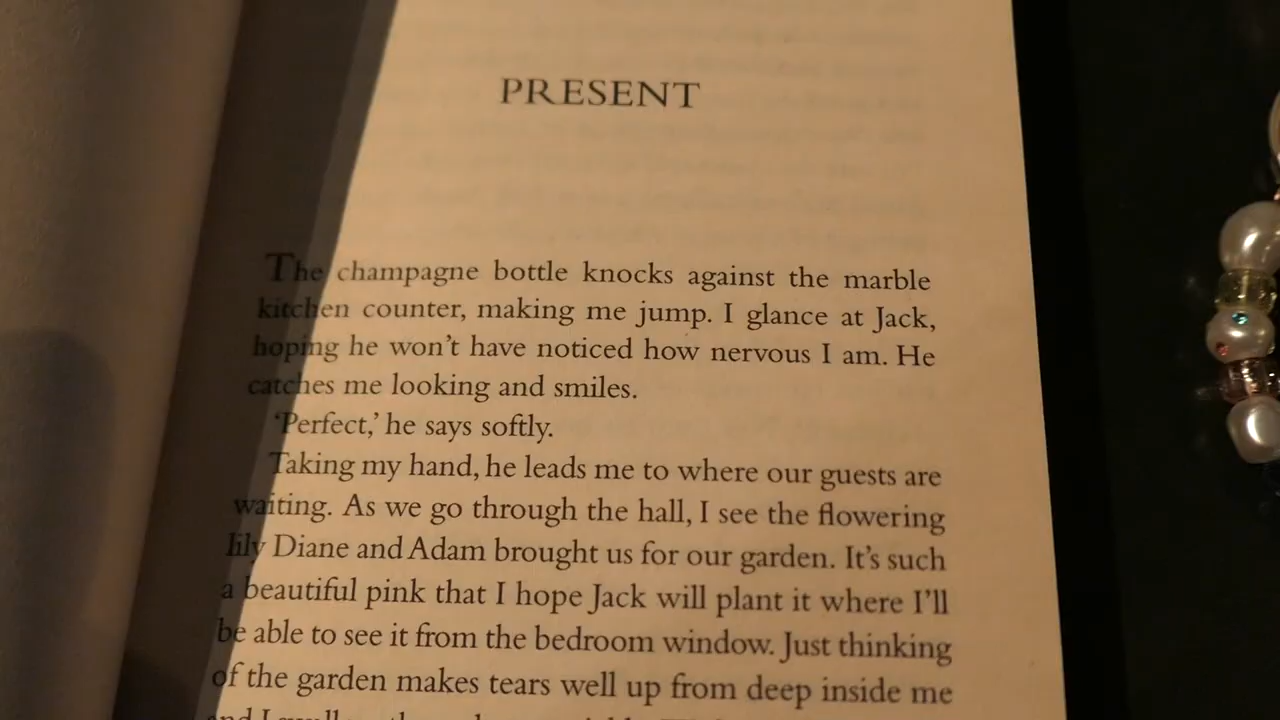 PRESENT
The champagne bottle knocks against the marble
kitchen counter, making me jump. I glance at Jack,
hoping he won’t have noticed how nervous I am. He
catches me looking and smiles.
‘Perfect,’ he says softly.
Taking my hand, he leads me to where our guests are
waiting. As we go through the hall, I see the flowering
lily Diane and Adam brought us for our garden. It’s such
a beautiful pink that I hope Jack will plant it where I’ll
be able to see it from the bedroom window. Just thinking
of the garden makes tears well up from deep inside me
and I